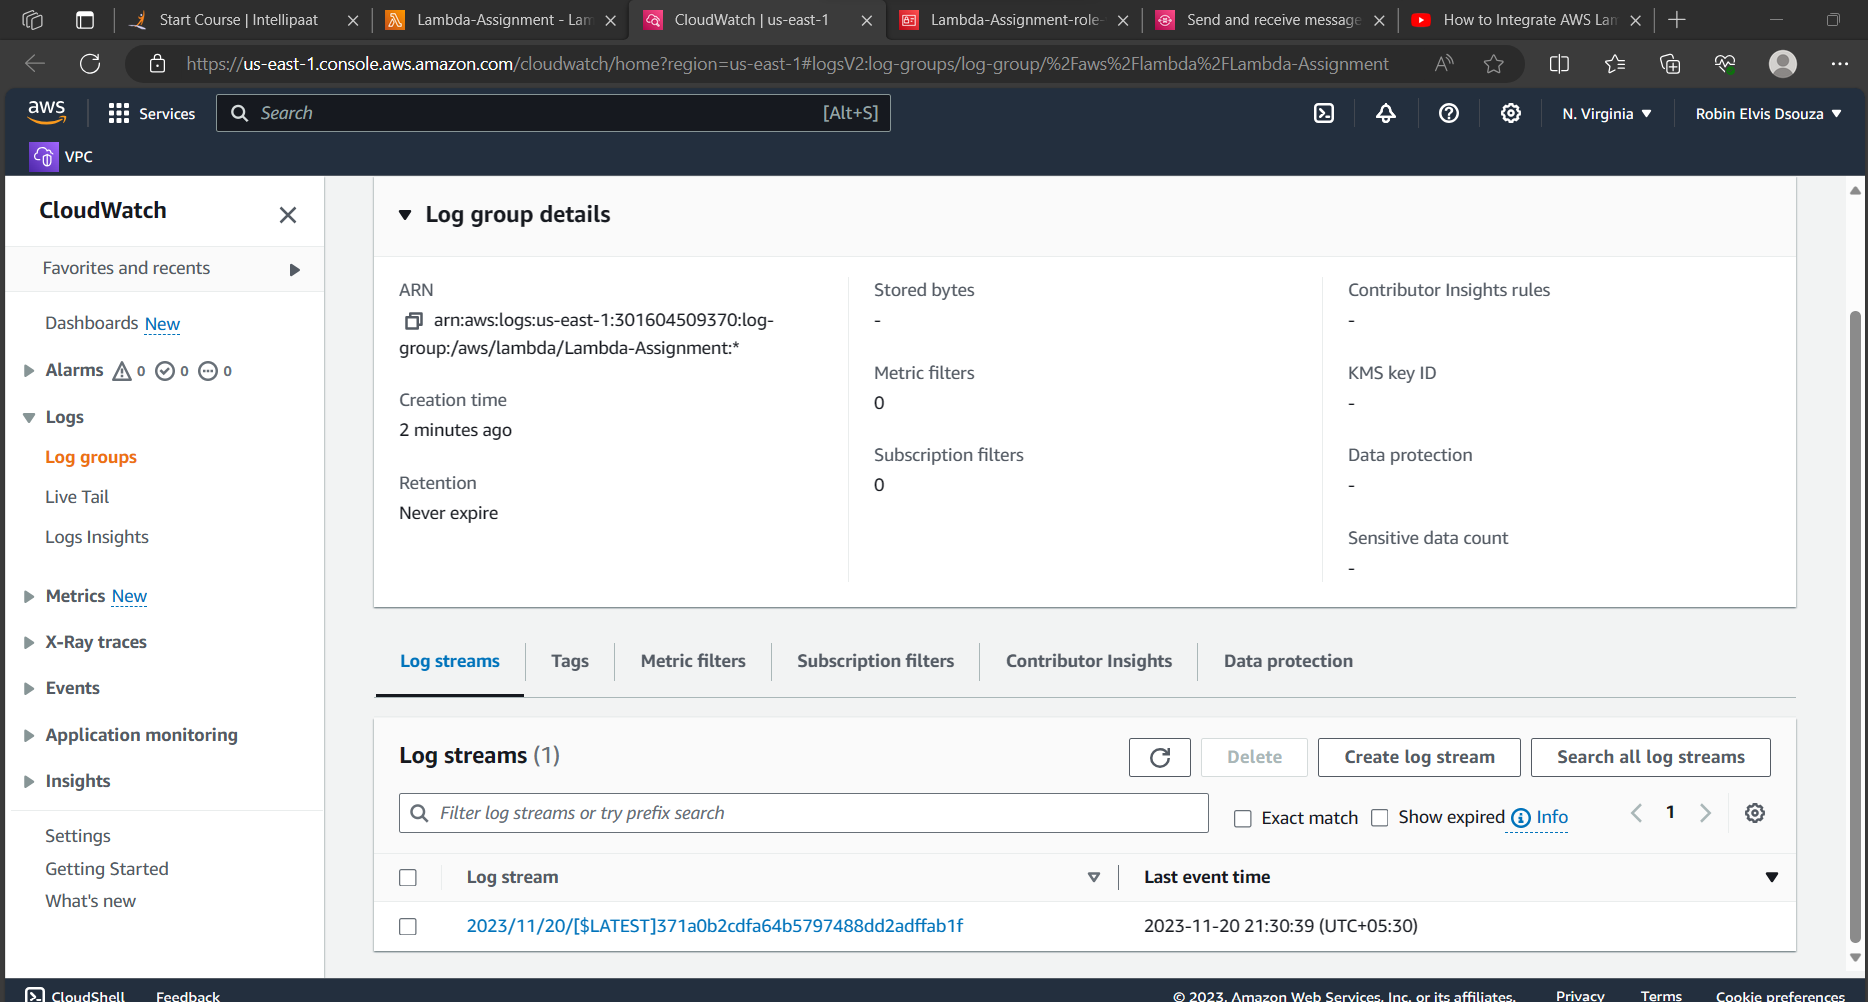 Start Course | Intellipaat
Lambda-Assignment - Lam
CloudWatch | us-east-1
Lambda-Assignment-role-
Send and receive message
How to Integrate AWS Lam
https://us-east-1.console.aws.amazon.com/cloudwatch/home?region=us-east-1#logsV2:log-groups/log-group/%2Faws%2Flambda%2FLambda-Assignment
aws
Services
Search
[Alt+S]
N. Virginia
Robin Elvis Dsouza
VPC
CloudWatch
Favorites and recents
Dashboards New
Alarms 0 0 0
Logs
Log groups
Live Tail
Logs Insights
Metrics New
X-Ray traces
Events
Application monitoring
Insights
Settings
Getting Started
What's new
Log group details
ARN
arn:aws:logs:us-east-1:301604509370:log-
group:/aws/lambda/Lambda-Assignment:*
Creation time
2 minutes ago
Retention
Never expire
Stored bytes
-
Metric filters
0
Subscription filters
0
Contributor Insights rules
-
KMS key ID
-
Data protection
-
Sensitive data count
-
Log streams
Tags
Metric filters
Subscription filters
Contributor Insights
Data protection
Log streams (1)
Delete
Create log stream
Search all log streams
Filter log streams or try prefix search
Exact match
Show expired
Info
1
Log stream
Last event time
2023/11/20/[$LATEST]371a0b2cdfa64b5797488dd2adffab1f
2023-11-20 21:30:39 (UTC+05:30)
CloudShell
Feedback
© 2023, Amazon Web Services, Inc. or its affiliates.
Privacy
Terms
Cookie preferences